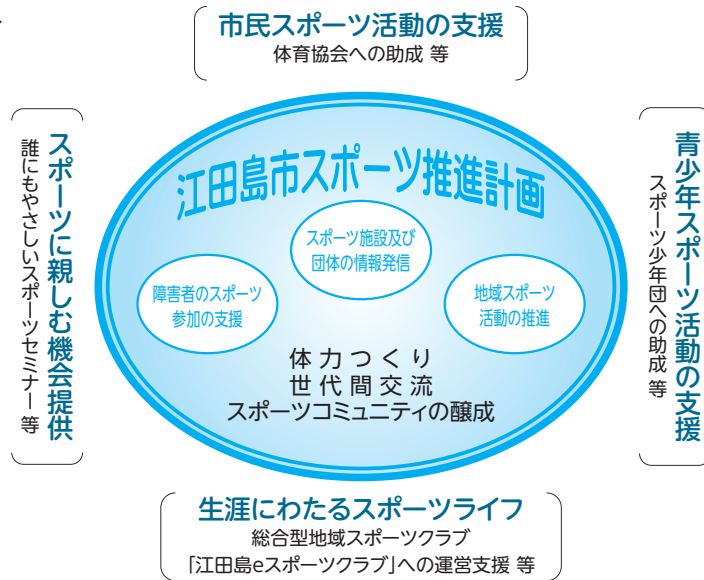 市民スポーツ活動の支援
体育協会への助成 等
スポーツに親しむ機会提供
誰にもやさしいスポーツセミナー 等
江田島市スポーツ推進計画
スポーツ施設及び
団体の情報発信
障害者のスポーツ
参加の支援
地域スポーツ
活動の推進
体力つくり
世代間交流
スポーツコミュニティの醸成
青少年スポーツ活動の支援
スポーツ少年団への助成 等
生涯にわたるスポーツライフ
総合型地域スポーツクラブ
「江田島eスポーツクラブ」への運営支援 等